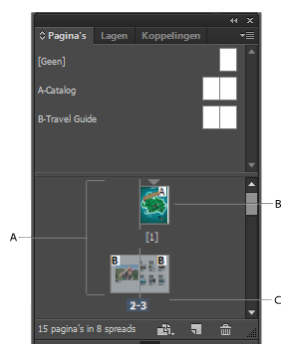 Pagina's Lagen Koppelingen
[Geen]
A-Catalog
B-Travel Guide
A
B
[1]
A
B B
2-3
C
15 pagina's in 8 spreads